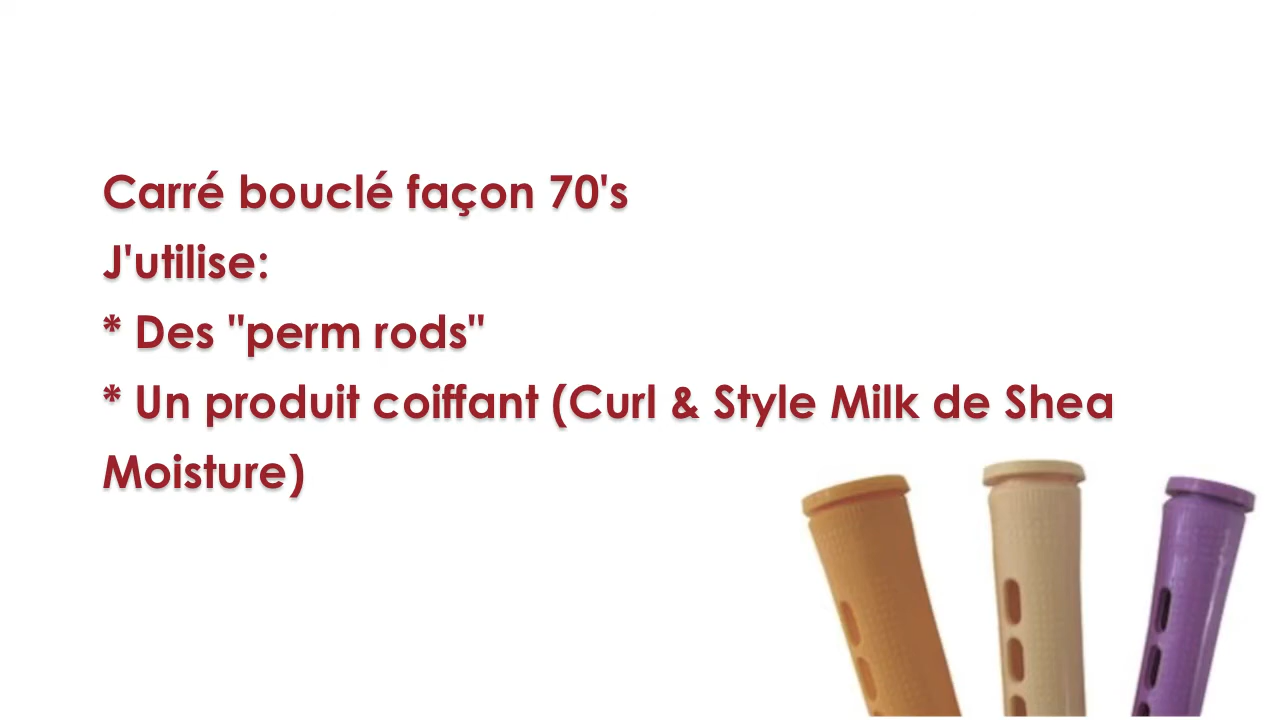 Carré bouclé façon 70's
J'utilise:
* Des "perm rods"
* Un produit coiffant (Curl & Style Milk de Shea
Moisture)